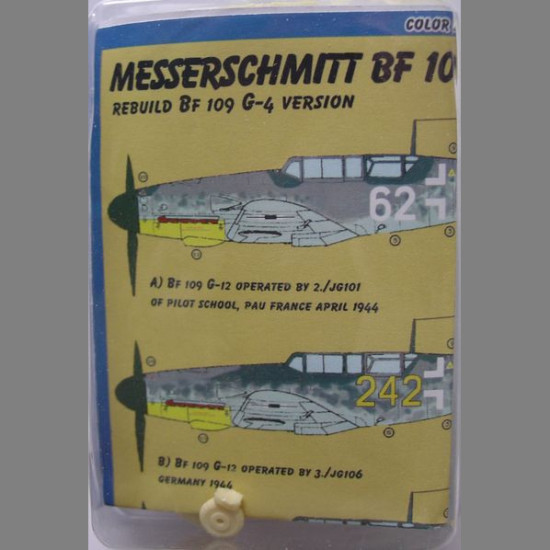 COLOR
MESSERSCHMITT BF 10
REBUILD BF 109 G-4 VERSION
62
A) BF 109 G-12 OPERATED BY 2./JG101
OF PILOT SCHOOL, PAU FRANCE APRIL 1944
242
B) BF 109 G-12 OPERATED BY 3./JG106
GERMANY 1944